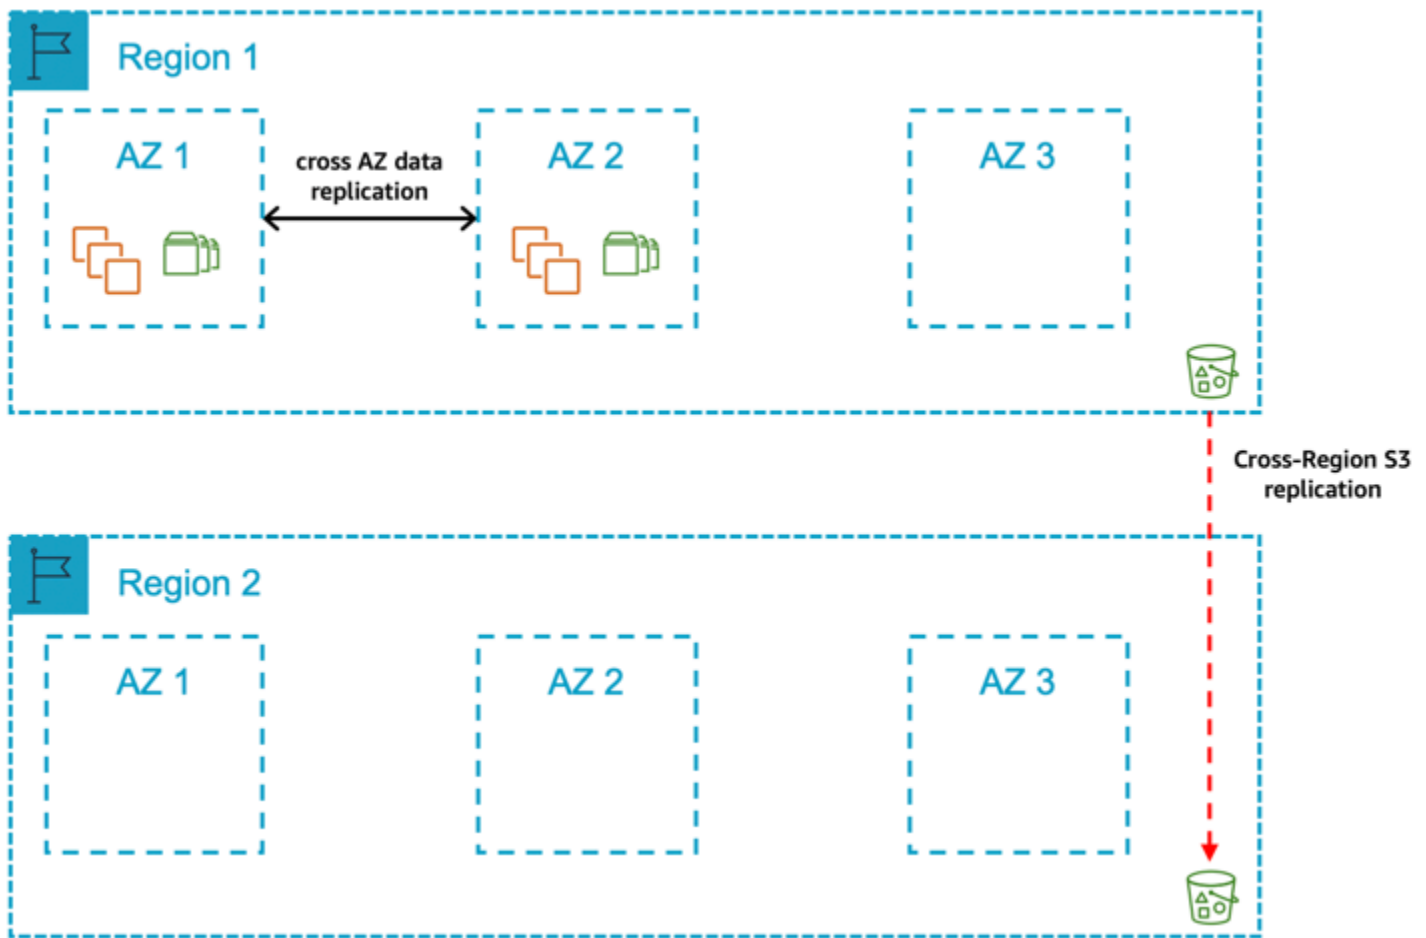 Region 1
AZ 1
cross AZ data
replication
AZ 2
AZ 3
Cross-Region S3
replication
Region 2
AZ 1
AZ 2
AZ 3